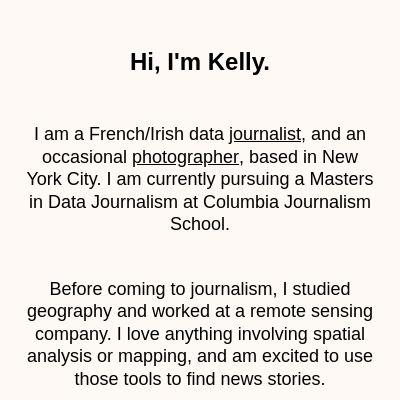 Hi, I'm Kelly.
I am a French/Irish data journalist, and an
occasional photographer, based in New
York City. I am currently pursuing a Masters
in Data Journalism at Columbia Journalism
School.
Before coming to journalism, I studied
geography and worked at a remote sensing
company. I love anything involving spatial
analysis or mapping, and am excited to use
those tools to find news stories.